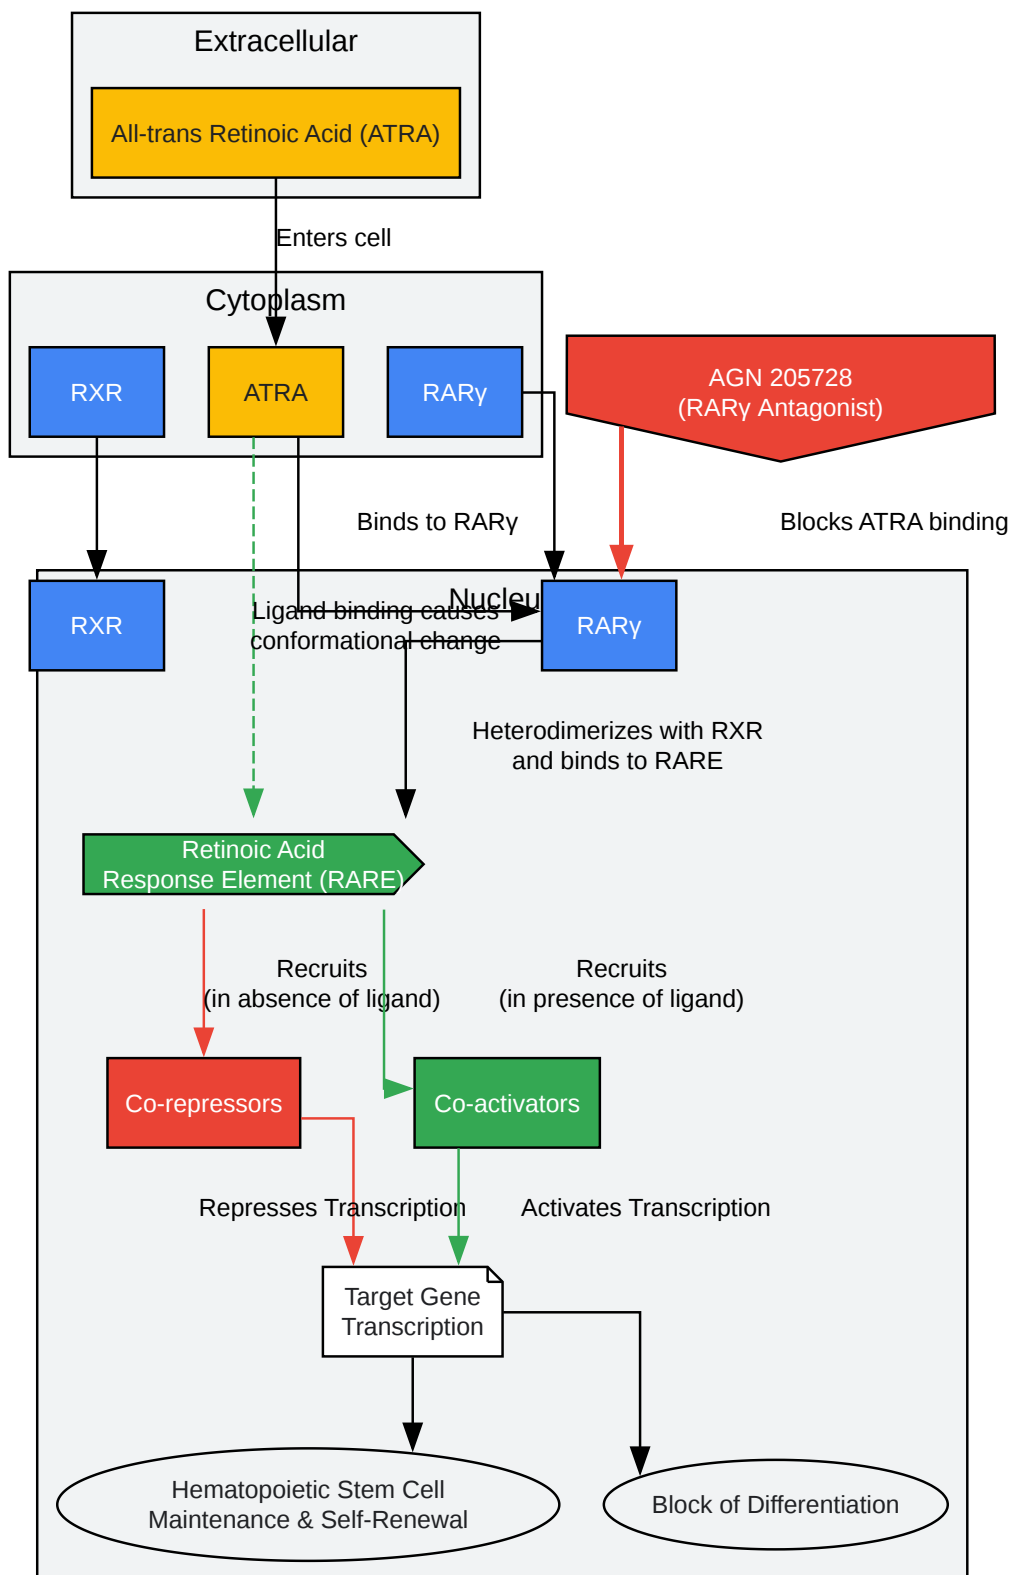 Extracellular
All-trans Retinoic Acid (ATRA)
Enters cell
Cytoplasm
RXR
ATRA
RARγ
AGN 205728
(RARγ Antagonist)
Binds to RARγ
Blocks ATRA binding
Nucleu
RXR
Ligand binding causes
conformational change
RARγ
Heterodimerizes with RXR
and binds to RARE
Retinoic Acid
Response Element (RARE)
Recruits
(in absence of ligand)
Recruits
(in presence of ligand)
Co-repressors
Co-activators
Represses Transcription
Activates Transcription
Target Gene
Transcription
Hematopoietic Stem Cell
Maintenance & Self-Renewal
Block of Differentiation